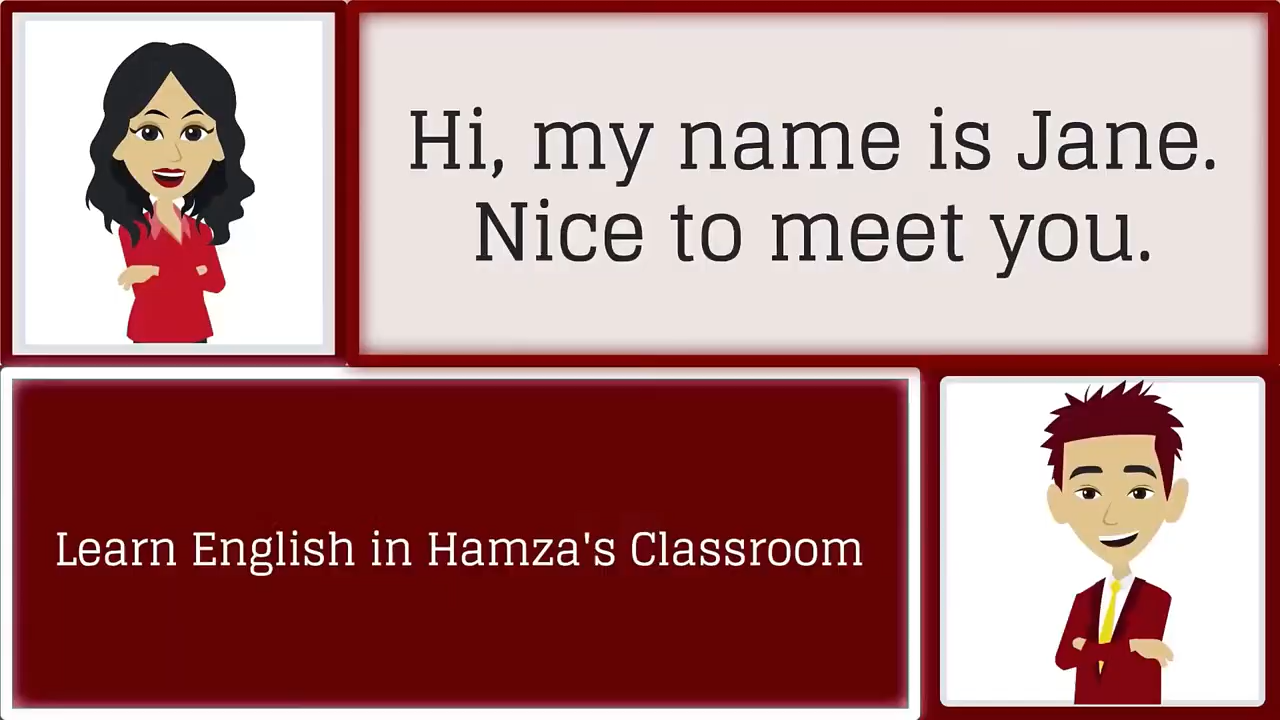 Hi, my name is Jane.
Nice to meet you.
Learn English in Hamza's Classroom